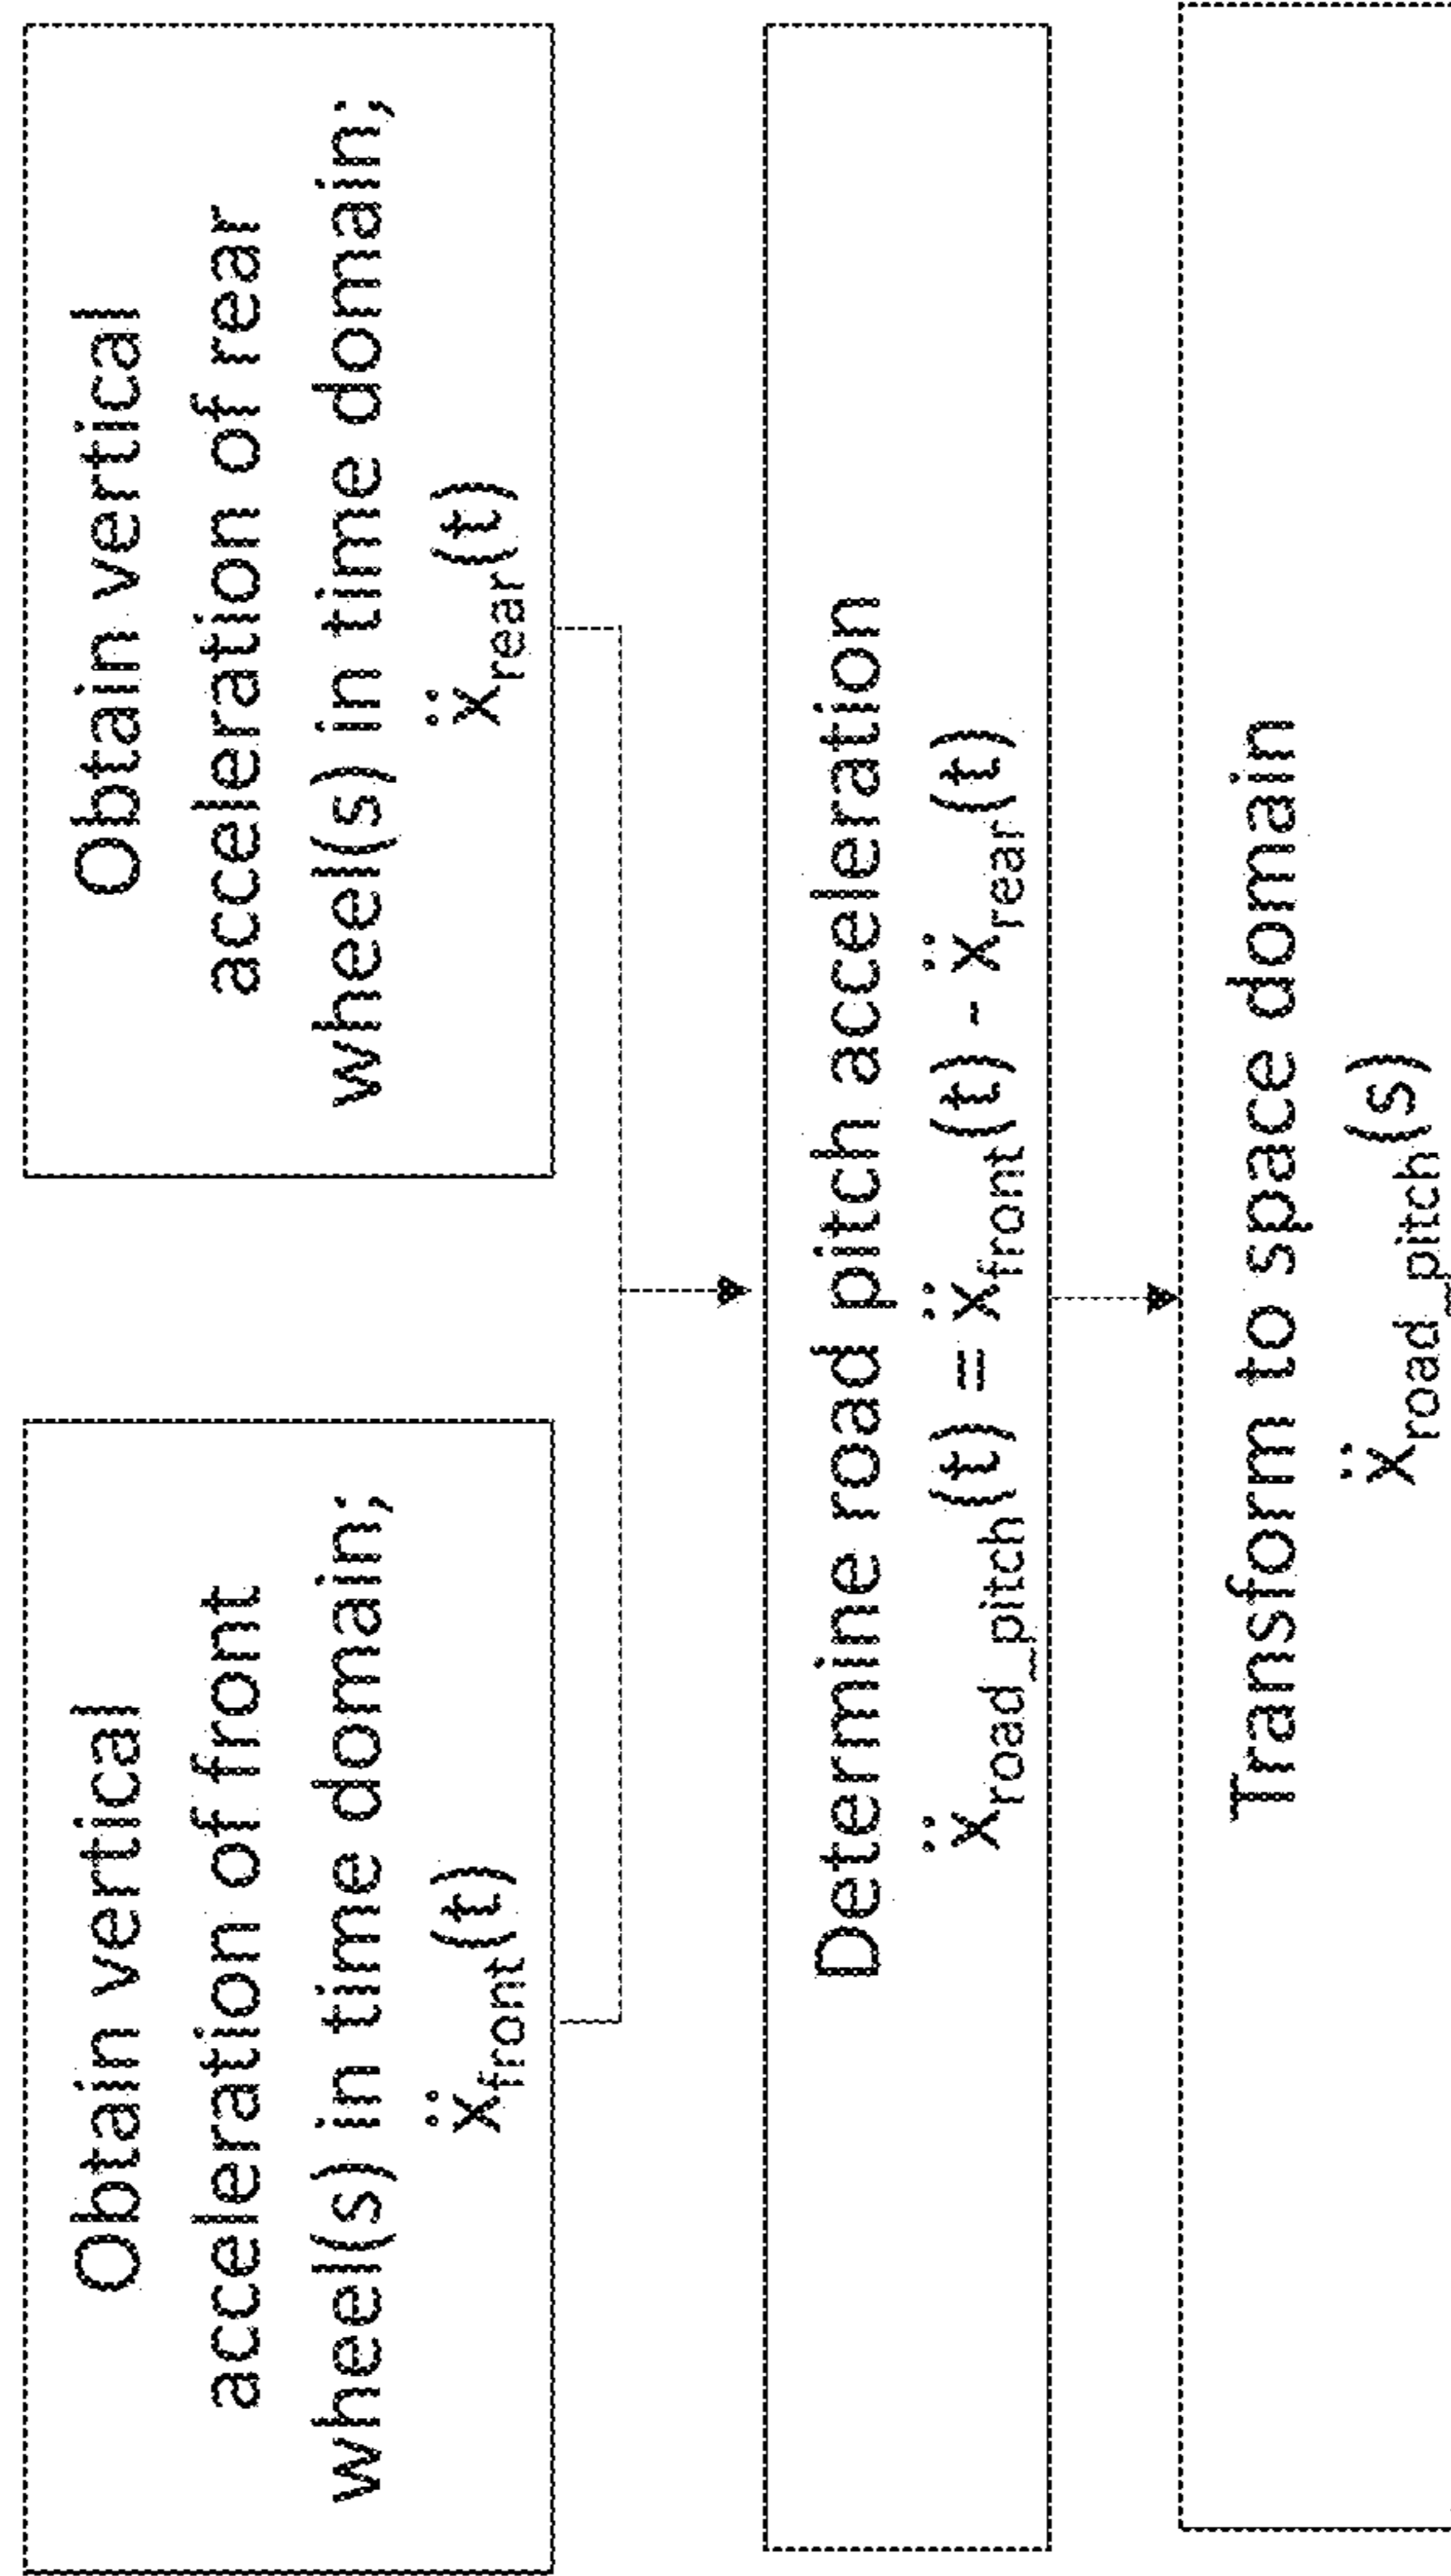 Obtain vertical
acceleration of front
wheel(s) in time domain;
ẍfront(t)
Obtain vertical
acceleration of rear
wheel(s) in time domain;
ẍrear(t)
Determine road pitch acceleration
ẍroad_pitch(t) = ẍfront(t) - ẍrear(t)
Transform to space domain
ẍroad_pitch(s)